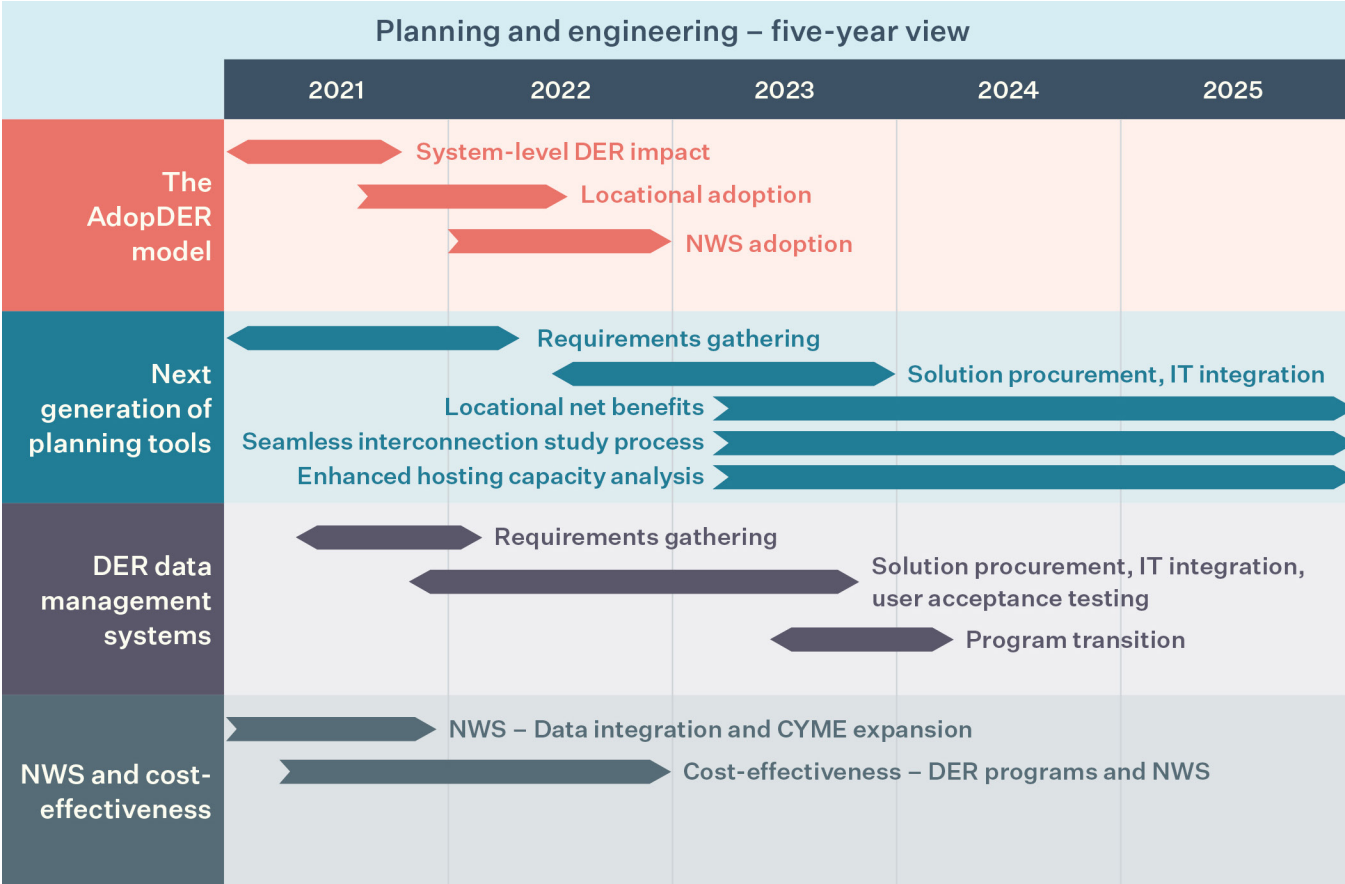 Planning and engineering – five-year view
2021 2022 2023 2024 2025
The
AdopDER
model
System-level DER impact
Locational adoption
NWS adoption
Next
generation of
planning tools
Requirements gathering
Solution procurement, IT integration
Locational net benefits
Seamless interconnection study process
Enhanced hosting capacity analysis
DER data
management
systems
Requirements gathering
Solution procurement, IT integration,
user acceptance testing
Program transition
NWS and cost-
effectiveness
NWS – Data integration and CYME expansion
Cost-effectiveness – DER programs and NWS